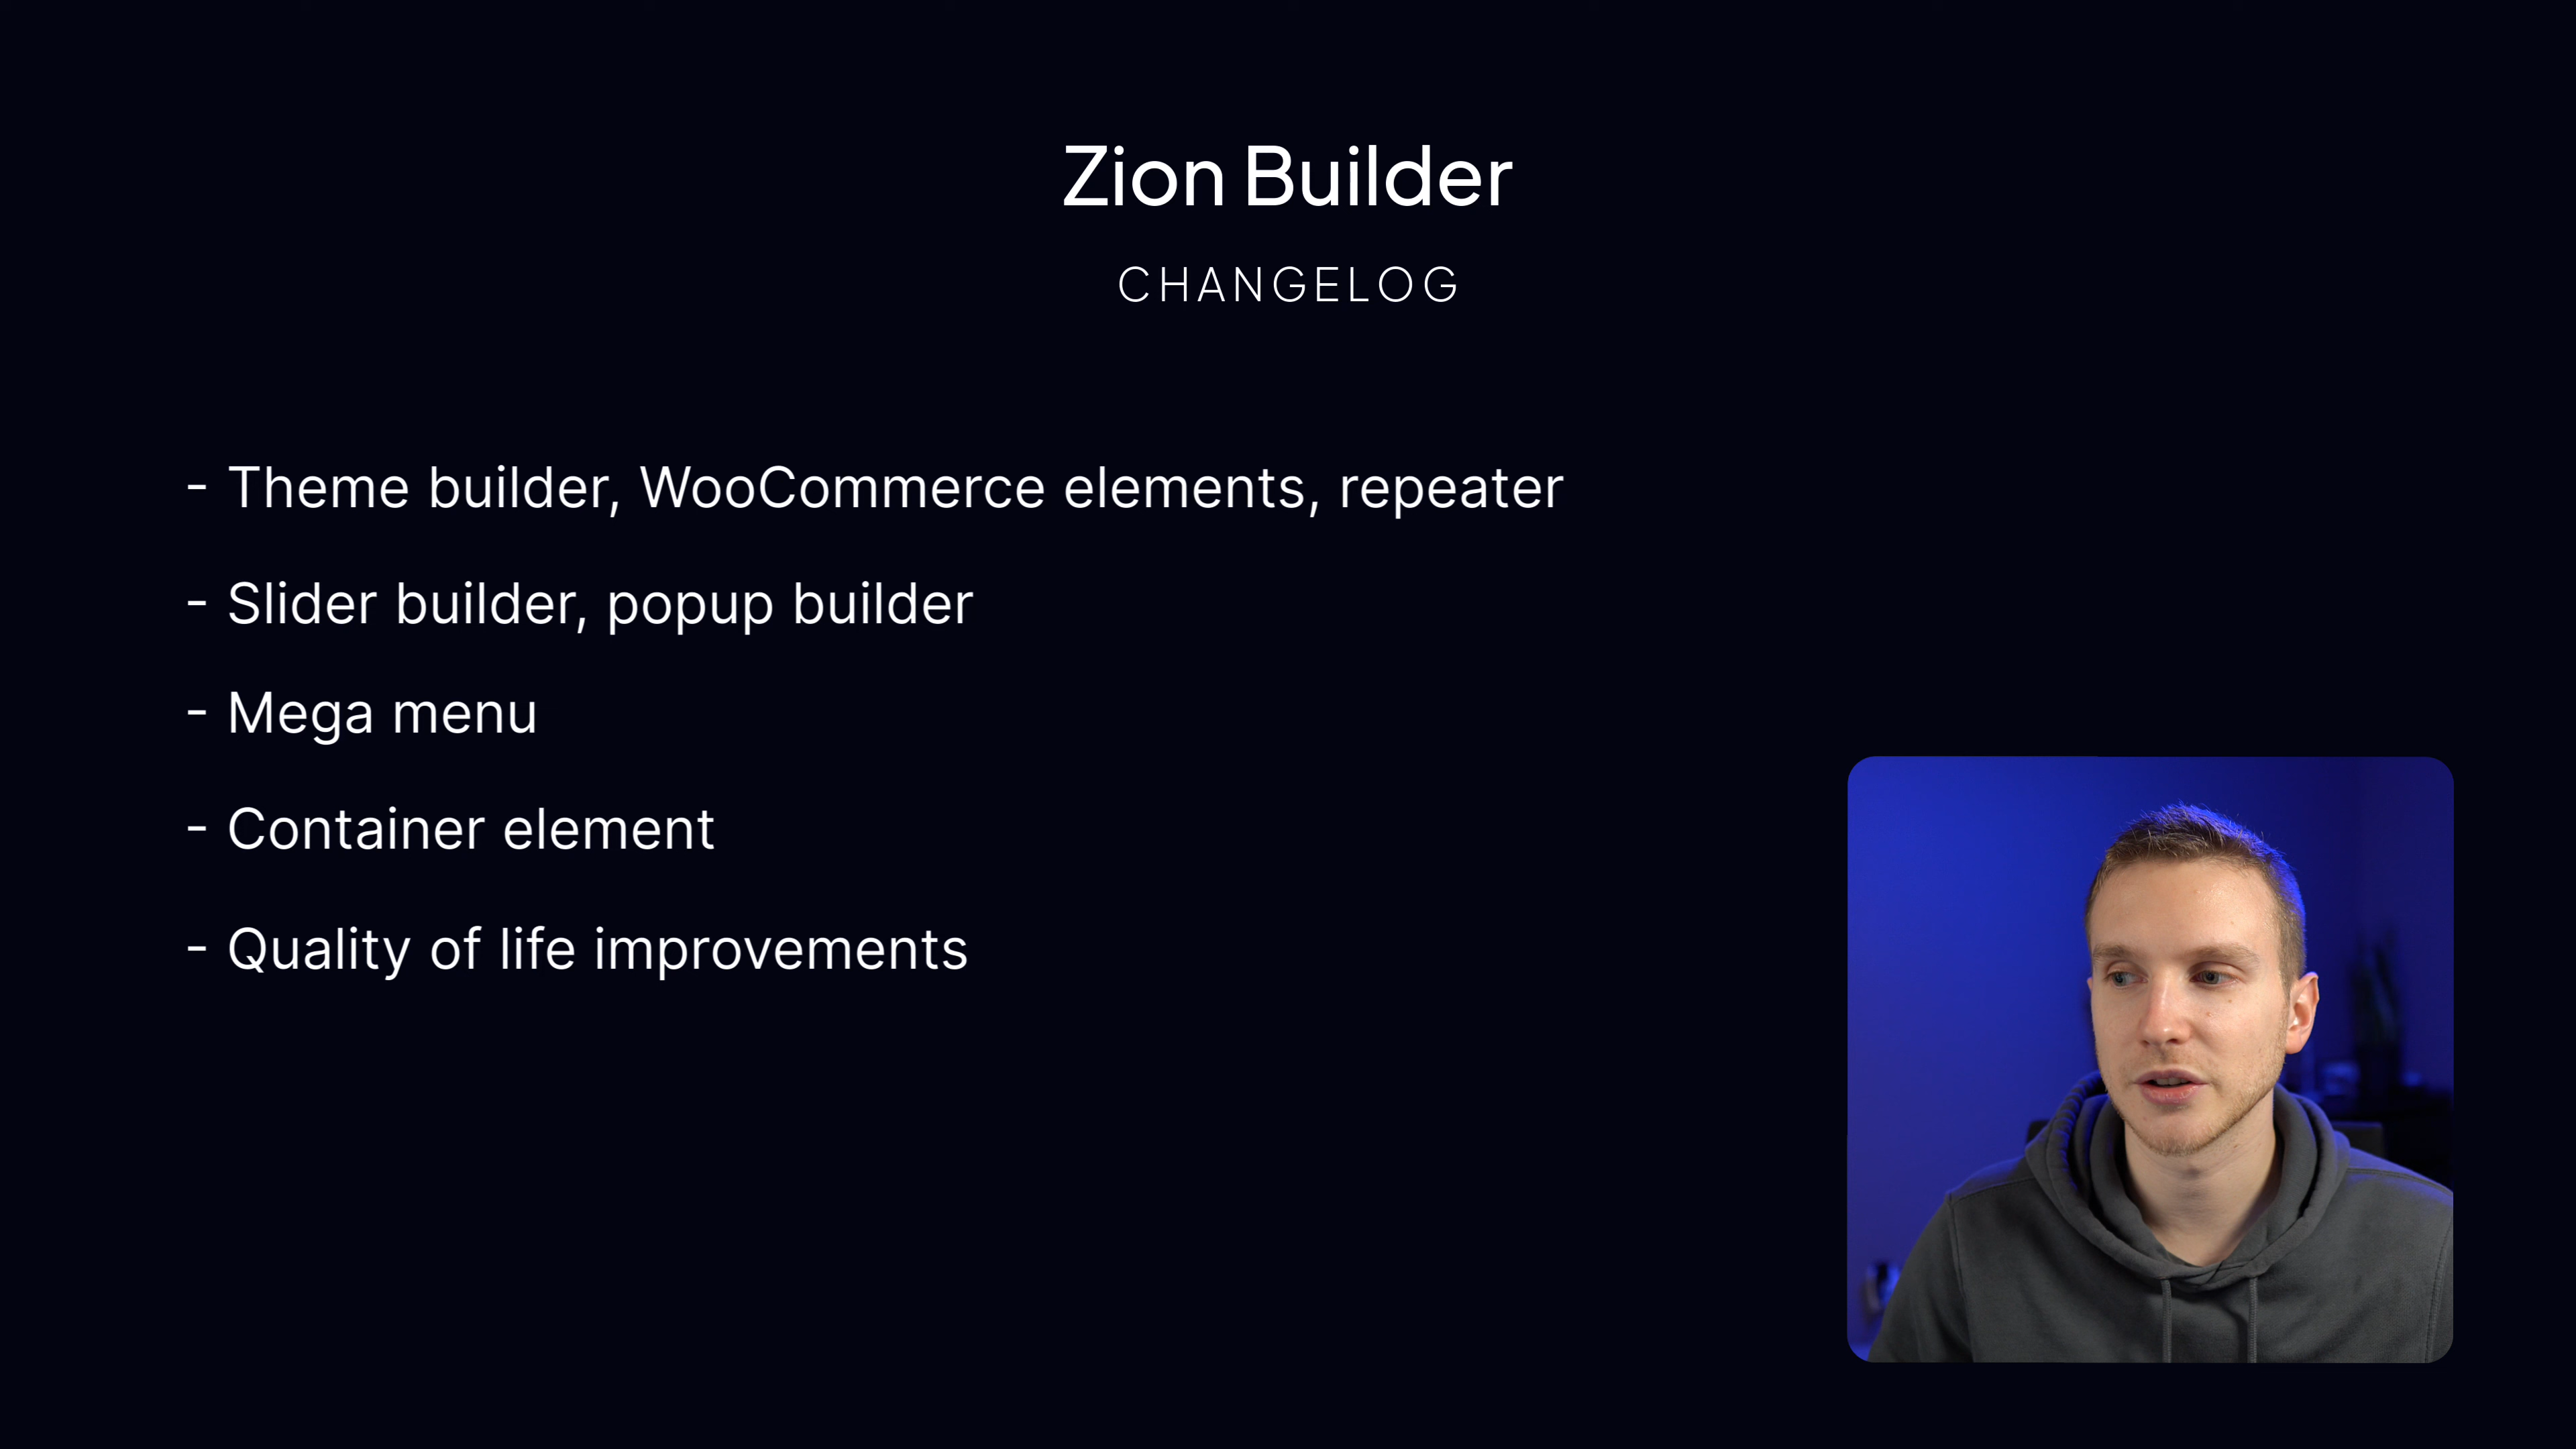 Zion Builder
CHANGELOG
- Theme builder, WooCommerce elements, repeater
- Slider builder, popup builder
- Mega menu
- Container element
- Quality of life improvements